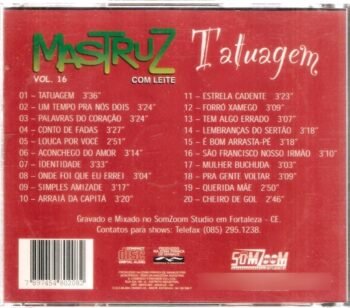 MASTRUZ
COM LEITE
VOL. 16
Tatuagem
01 – TATUAGEM 3'36"
02 – UM TEMPO PRA NÓS DOIS 3'24"
03 – PALAVRAS DO CORAÇÃO 3'24"
04 – CONTO DE FADAS 3'27"
05 – LOUCA POR VOCÊ 2'51"
06 – ACONCHEGO DO AMOR 3'14"
07 – IDENTIDADE 3'33"
08 – ONDE FOI QUE EU ERREI 3'16"
09 – SIMPLES AMIZADE 3'17"
10 – ARRAIÁ DA CAPITÁ 3'20"
11 – ESTRELA CADENTE 3'23"
12 – FORRÓ XAMEGO 3'09"
13 – TEM ALGO ERRADO 3'07"
14 – LEMBRANÇAS DO SERTÃO 3'18"
15 – É BOM ARRASTA-PÉ 3'18"
16 – SÃO FRANCISCO NOSSO IRMÃO 3'10"
17 – MULHER BUCHUDA 3'03"
18 – PRA GENTE VOLTAR 3'09"
19 – QUERIDA MÃE 2'50"
20 – CHEIRO DE GOL 2'46"
Gravado e Mixado no SomZoom Studio em Fortaleza - CE.
Contatos para shows: Telefax (085) 295.1238.
COMPACT
disc
DIGITAL AUDIO
SomZoom